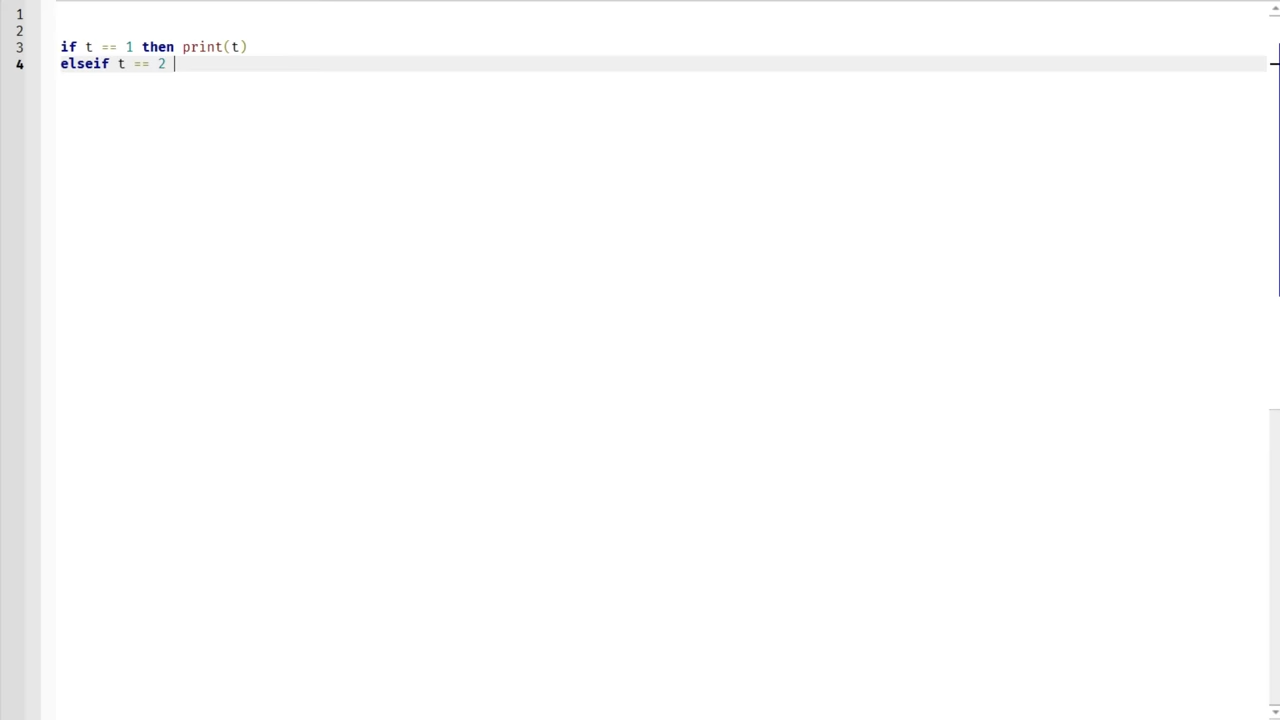 1
2
3 if t == 1 then print(t)
4 elseif t == 2